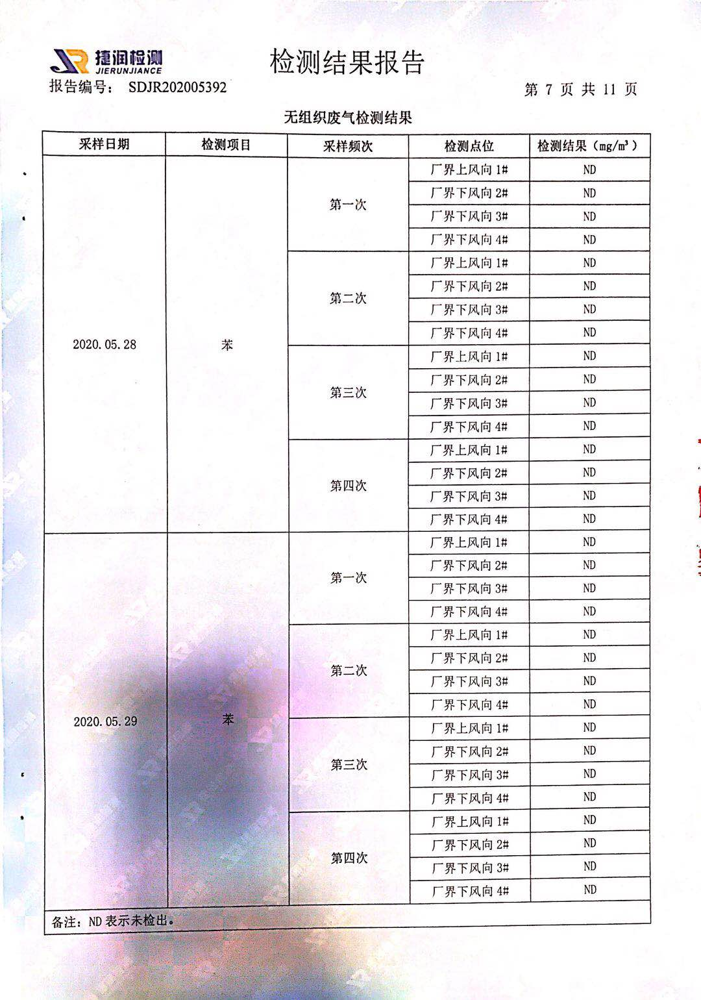 捷润检测
JIERUNJIANCE
检测结果报告
报告编号： SDJR202005392
第 7 页 共 11 页
无组织废气检测结果
采样日期 检测项目 采样频次 检测点位 检测结果（mg/m³）
2020.05.28 苯 第一次 厂界上风向 1# ND
厂界下风向 2# ND
厂界下风向 3# ND
厂界下风向 4# ND
第二次 厂界上风向 1# ND
厂界下风向 2# ND
厂界下风向 3# ND
厂界下风向 4# ND
第三次 厂界上风向 1# ND
厂界下风向 2# ND
厂界下风向 3# ND
厂界下风向 4# ND
第四次 厂界上风向 1# ND
厂界下风向 2# ND
厂界下风向 3# ND
厂界下风向 4# ND
2020.05.29 苯 第一次 厂界上风向 1# ND
厂界下风向 2# ND
厂界下风向 3# ND
厂界下风向 4# ND
第二次 厂界上风向 1# ND
厂界下风向 2# ND
厂界下风向 3# ND
厂界下风向 4# ND
第三次 厂界上风向 1# ND
厂界下风向 2# ND
厂界下风向 3# ND
厂界下风向 4# ND
第四次 厂界上风向 1# ND
厂界下风向 2# ND
厂界下风向 3# ND
厂界下风向 4# ND
备注：ND 表示未检出。